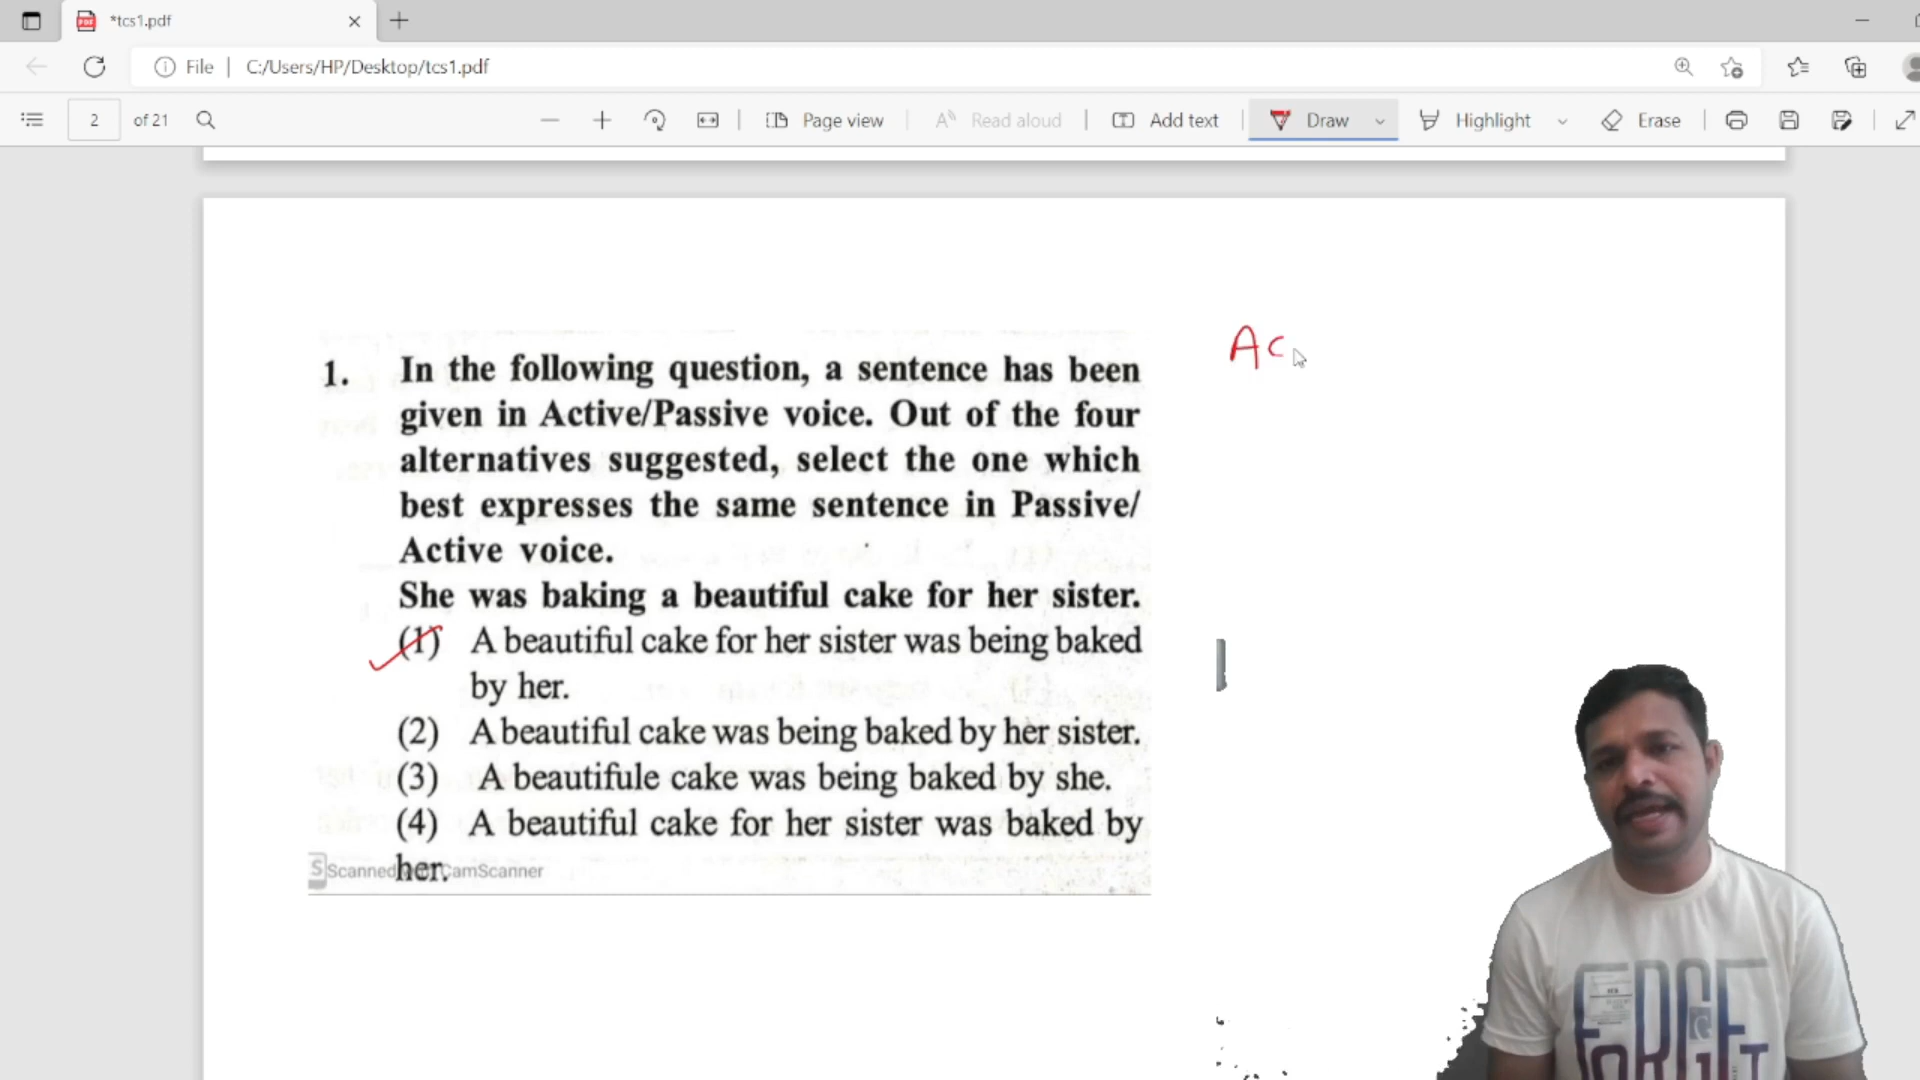 *tcs1.pdf
File | C:/Users/HP/Desktop/tcs1.pdf
2 of 21
Page view
Read aloud
Add text
Draw
Highlight
Erase
Ac
1. In the following question, a sentence has been
given in Active/Passive voice. Out of the four
alternatives suggested, select the one which
best expresses the same sentence in Passive/
Active voice.
She was baking a beautiful cake for her sister.
(1) A beautiful cake for her sister was being baked
by her.
(2) A beautiful cake was being baked by her sister.
(3) A beautifule cake was being baked by she.
(4) A beautiful cake for her sister was baked by
her.
Scanned CamScanner